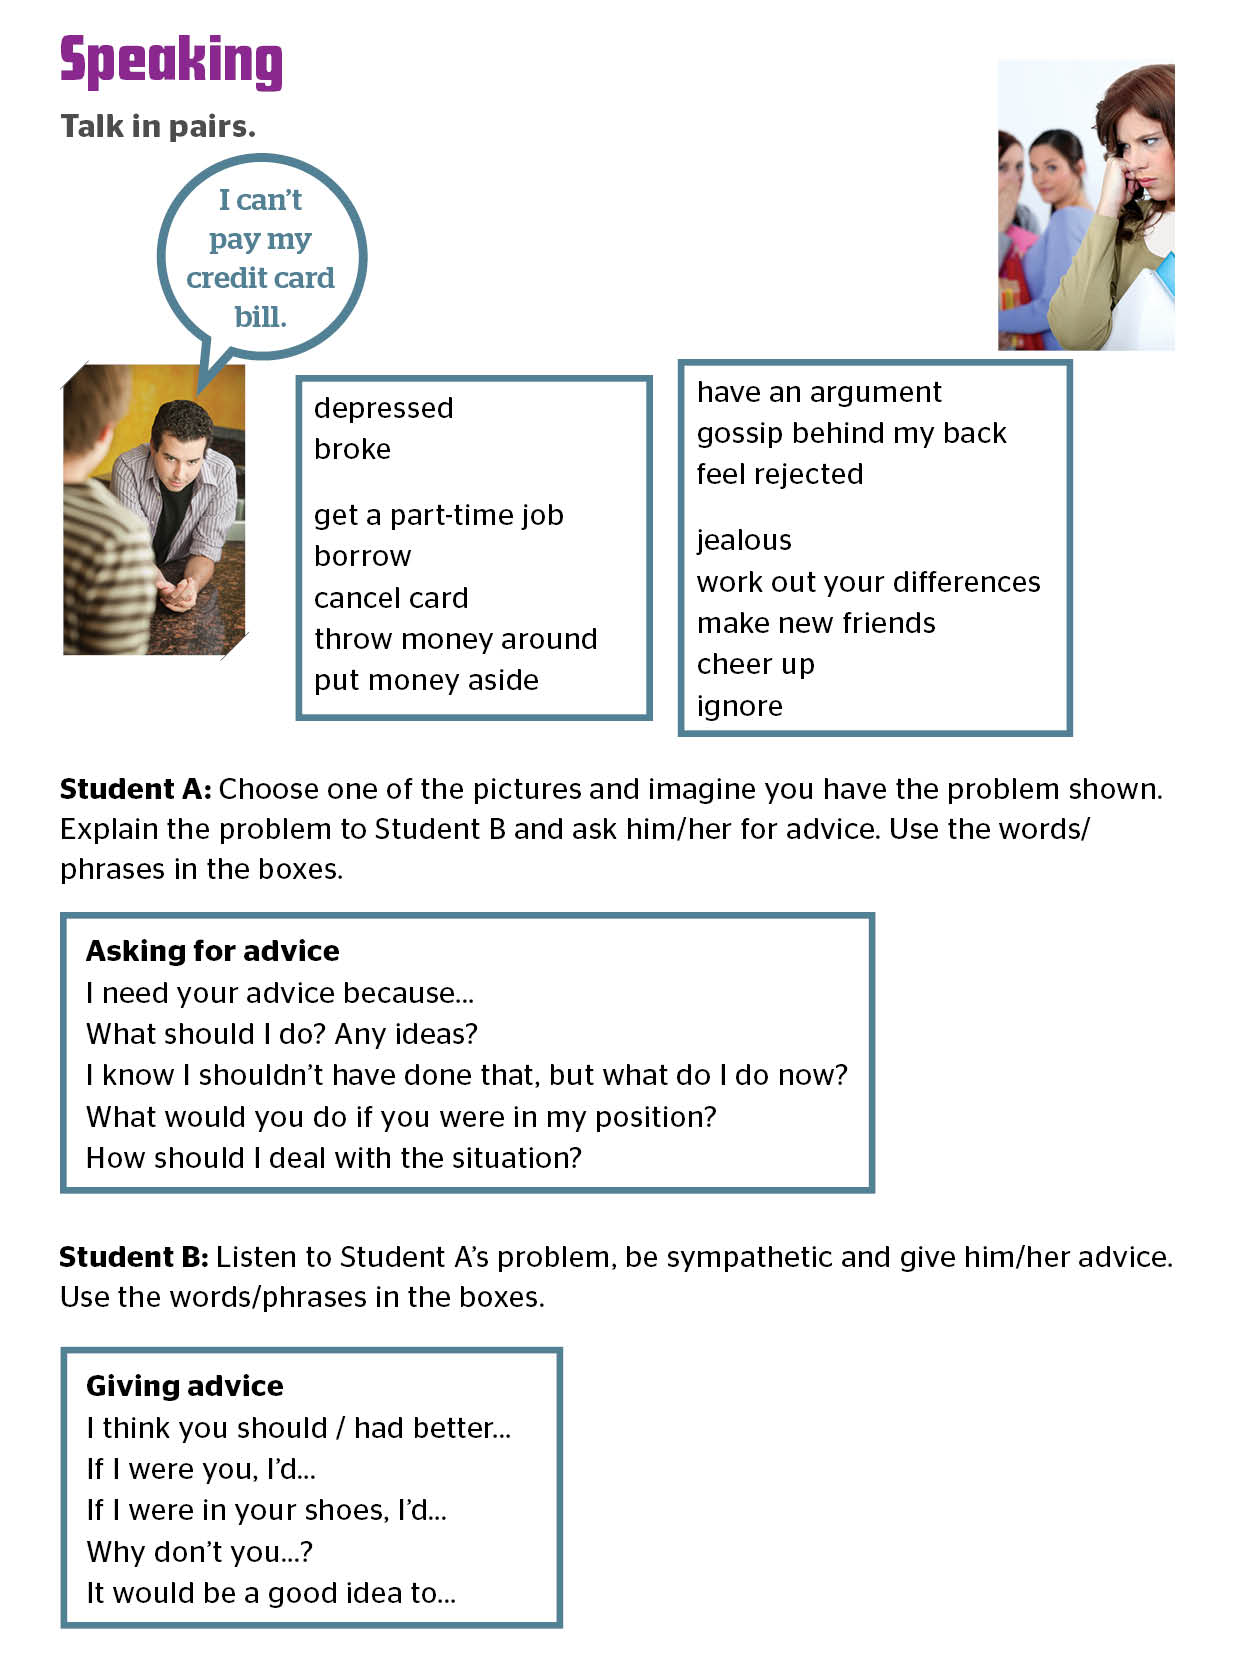 Speaking
Talk in pairs.
I can't
pay my
credit card
bill.
depressed
broke
get a part-time job
borrow
cancel card
throw money around
put money aside
have an argument
gossip behind my back
feel rejected
jealous
work out your differences
make new friends
cheer up
ignore
Student A: Choose one of the pictures and imagine you have the problem shown.
Explain the problem to Student B and ask him/her for advice. Use the words/
phrases in the boxes.
Asking for advice
I need your advice because...
What should I do? Any ideas?
I know I shouldn't have done that, but what do I do now?
What would you do if you were in my position?
How should I deal with the situation?
Student B: Listen to Student A's problem, be sympathetic and give him/her advice.
Use the words/phrases in the boxes.
Giving advice
I think you should / had better...
If I were you, I'd...
If I were in your shoes, I'd...
Why don't you...?
It would be a good idea to...